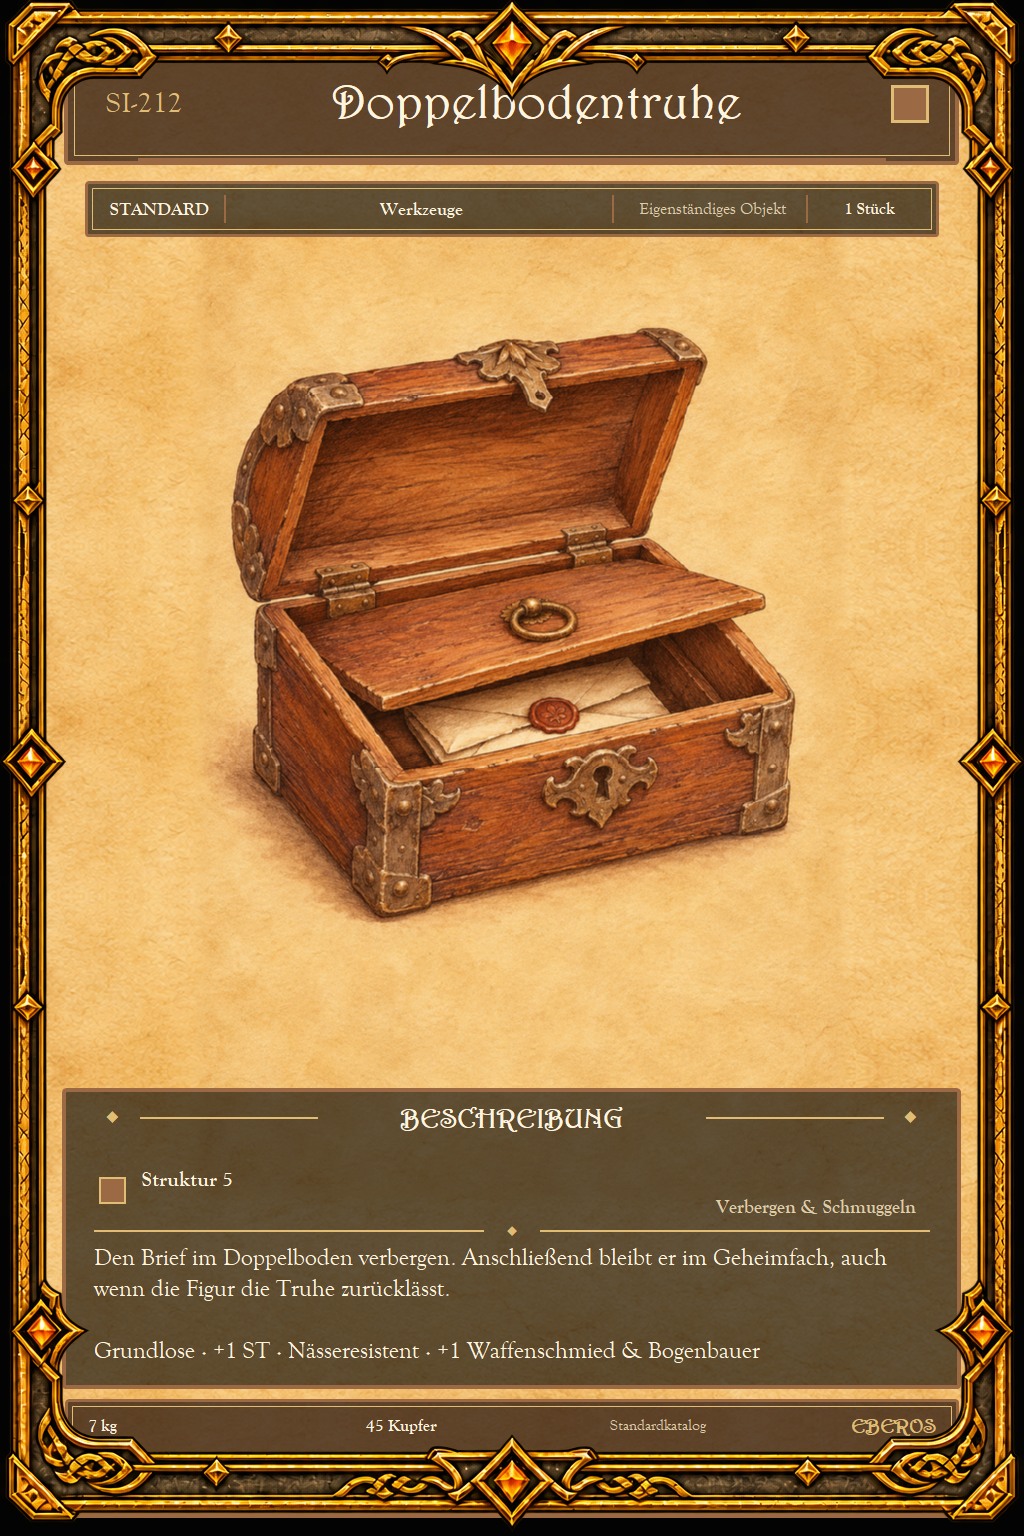 SI-212
Doppelbodentruhe
STANDARD
Werkzeuge
Eigenständiges Objekt
1 Stück
BESCHREIBUNG
Struktur 5
Verbergen & Schmuggeln
Den Brief im Doppelboden verbergen. Anschließend bleibt er im Geheimfach, auch
wenn die Figur die Truhe zurücklässt.
Grundlose · +1 ST · Nässeresistent · +1 Waffenschmied & Bogenbauer
7 kg
45 Kupfer
Standardkatalog
EBEROS